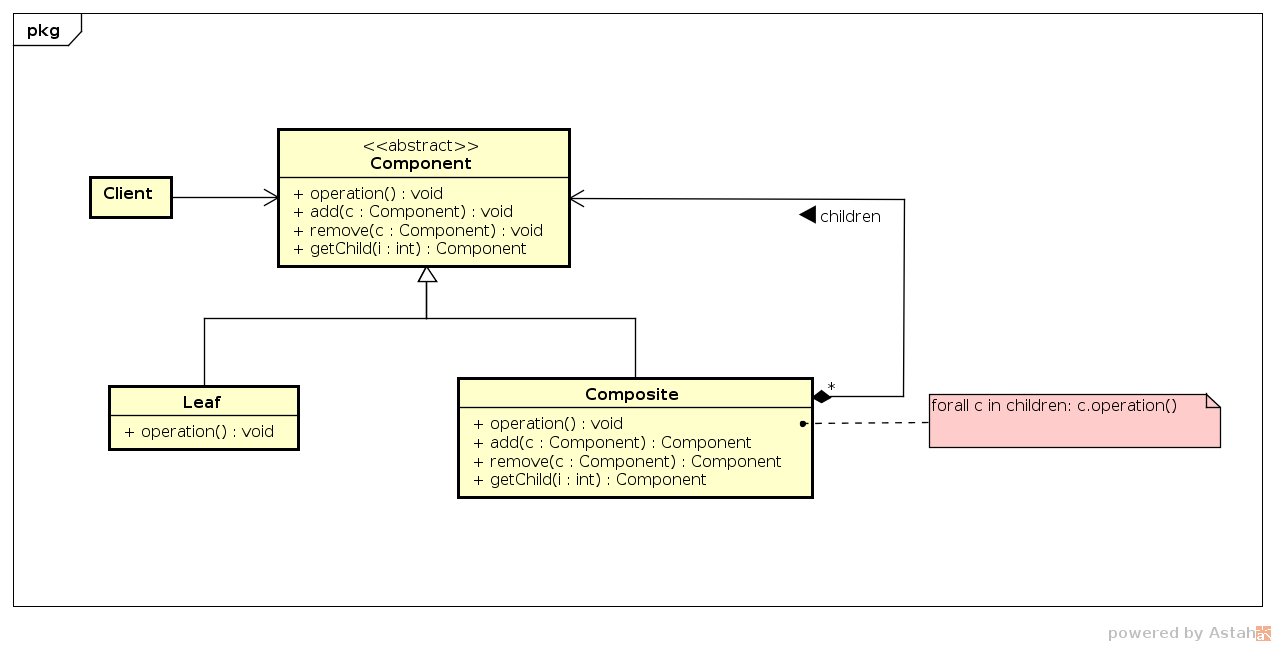 pkg
<<abstract>>
Component
+ operation() : void
+ add(c : Component) : void
+ remove(c : Component) : void
+ getChild(i : int) : Component
Client
children
Leaf
+ operation() : void
Composite
+ operation() : void
+ add(c : Component) : Component
+ remove(c : Component) : Component
+ getChild(i : int) : Component
*
forall c in children: c.operation()
powered by Astah